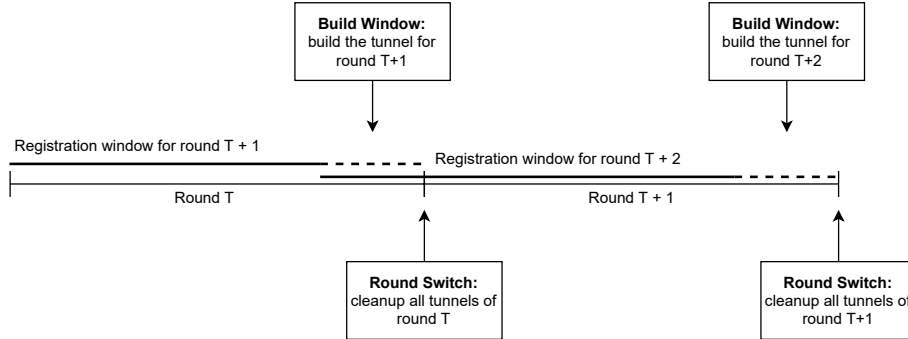 Build Window:
build the tunnel for
round T+1
Build Window:
build the tunnel for
round T+2
Registration window for round T + 1
Registration window for round T + 2
Round T
Round T + 1
Round Switch:
cleanup all tunnels of
round T
Round Switch:
cleanup all tunnels of
round T+1